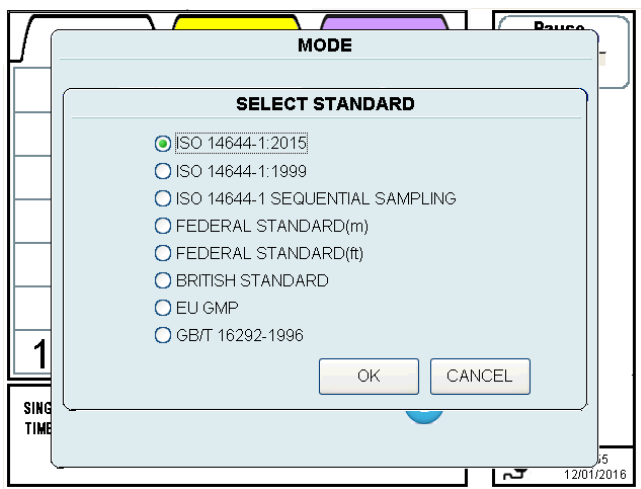 Pause
MODE
SELECT STANDARD
ISO 14644-1:2015
ISO 14644-1:1999
ISO 14644-1 SEQUENTIAL SAMPLING
FEDERAL STANDARD(m)
FEDERAL STANDARD(ft)
BRITISH STANDARD
EU GMP
GB/T 16292-1996
OK CANCEL
1
SING
TIME
55
12/01/2016